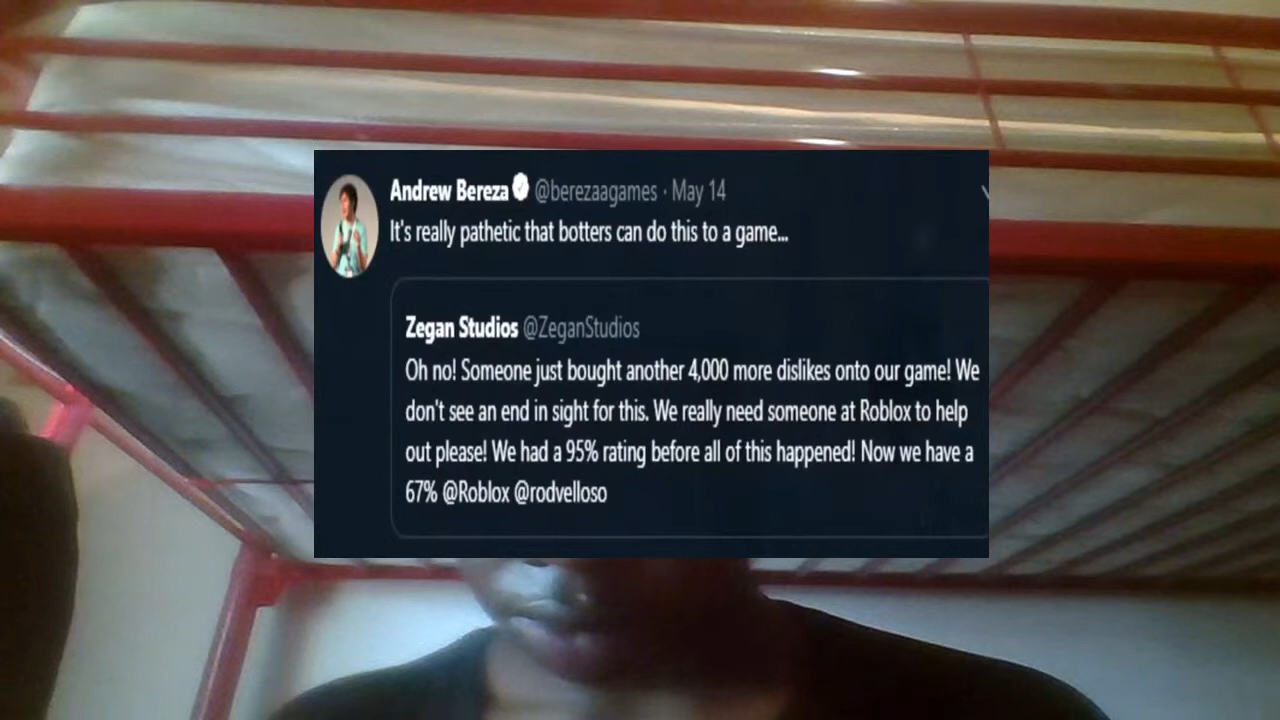 Andrew Bereza @berezaagames · May 14
It's really pathetic that botters can do this to a game...
Zegan Studios @ZeganStudios
Oh no! Someone just bought another 4,000 more dislikes onto our game! We
don't see an end in sight for this. We really need someone at Roblox to help
out please! We had a 95% rating before all of this happened! Now we have a
67% @Roblox @rodvelloso